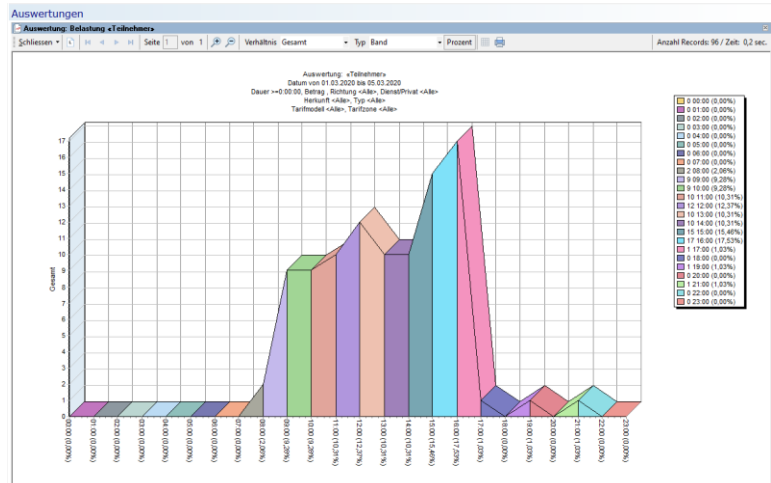 Auswertungen
Auswertung: Belastung «Teilnehmer»
Schliessen Seite 1 von 1 Verhältnis Gesamt Typ Band Prozent Anzahl Records: 96 / Zeit: 0,2 sec.
Auswertung: «Teilnehmer»
Datum von 01.03.2020 bis 05.03.2020
Dauer >=0:00:00, Betrag , Richtung <Alle>, Dienst/Privat <Alle>
Herkunft <Alle>, Typ <Alle>
Tarifmodell <Alle>, Tarifzone <Alle>
0 00:00 (0,00%)
0 01:00 (0,00%)
0 02:00 (0,00%)
0 03:00 (0,00%)
0 04:00 (0,00%)
0 05:00 (0,00%)
0 06:00 (0,00%)
0 07:00 (0,00%)
2 08:00 (2,06%)
9 09:00 (9,28%)
9 10:00 (9,28%)
10 11:00 (10,31%)
12 12:00 (12,37%)
10 13:00 (10,31%)
10 14:00 (10,31%)
15 15:00 (15,46%)
17 16:00 (17,53%)
1 17:00 (1,03%)
0 18:00 (0,00%)
1 19:00 (1,03%)
0 20:00 (0,00%)
1 21:00 (1,03%)
0 22:00 (0,00%)
0 23:00 (0,00%)
17
16
15
14
13
12
11
10
9
8
7
6
5
4
3
2
1
0
Gesamt
00:00 (0,00%)
01:00 (0,00%)
02:00 (0,00%)
03:00 (0,00%)
04:00 (0,00%)
05:00 (0,00%)
06:00 (0,00%)
07:00 (0,00%)
08:00 (2,06%)
09:00 (9,28%)
10:00 (9,28%)
11:00 (10,31%)
12:00 (12,37%)
13:00 (10,31%)
14:00 (10,31%)
15:00 (15,46%)
16:00 (17,53%)
17:00 (1,03%)
18:00 (0,00%)
19:00 (1,03%)
20:00 (0,00%)
21:00 (1,03%)
22:00 (0,00%)
23:00 (0,00%)